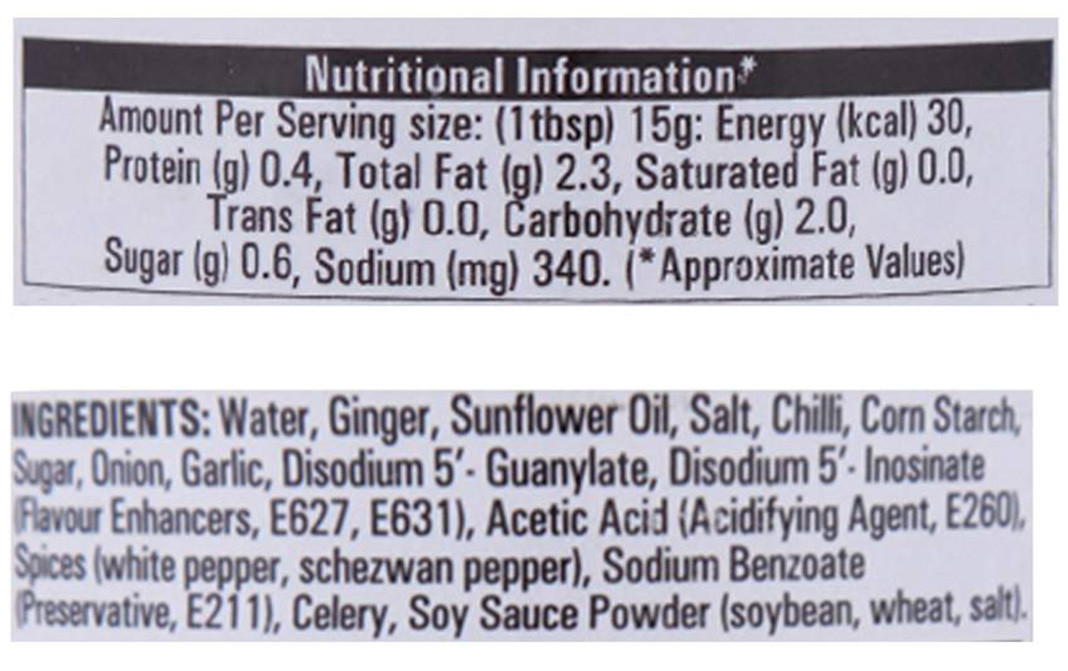 Nutritional Information*
Amount Per Serving size: (1tbsp) 15g: Energy (kcal) 30,
Protein (g) 0.4, Total Fat (g) 2.3, Saturated Fat (g) 0.0,
Trans Fat (g) 0.0, Carbohydrate (g) 2.0,
Sugar (g) 0.6, Sodium (mg) 340. (*Approximate Values)
INGREDIENTS: Water, Ginger, Sunflower Oil, Salt, Chilli, Corn Starch,
Sugar, Onion, Garlic, Disodium 5′- Guanylate, Disodium 5′- Inosinate
(Flavour Enhancers, E627, E631), Acetic Acid (Acidifying Agent, E260),
Spices (white pepper, schezwan pepper), Sodium Benzoate
(Preservative, E211), Celery, Soy Sauce Powder (soybean, wheat, salt).